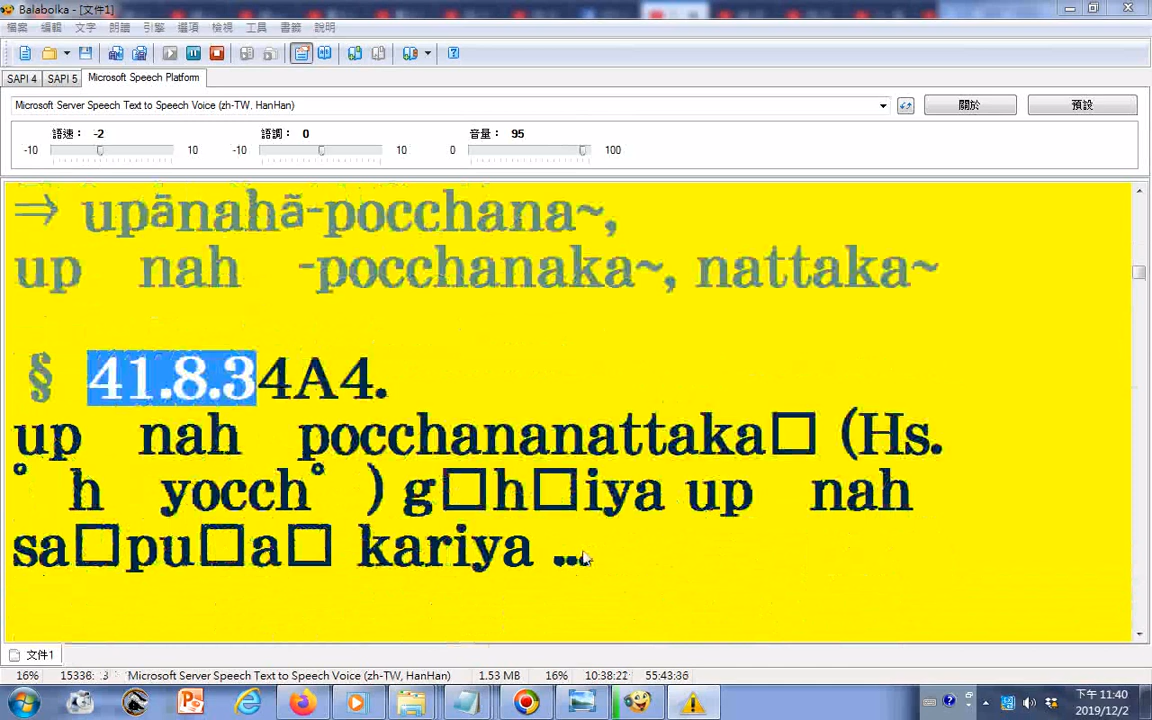 Balabolka - [文件1]
檔案 編輯 文字 朗讀 引擎 選項 檢視 工具 書籤 說明
SAPI 4 SAPI 5 Microsoft Speech Platform
Microsoft Server Speech Text to Speech Voice (zh-TW, HanHan) 關於 預設
語速： -2 語調： 0 音量： 95
-10 10 -10 10 0 100
⇒ upānahā-pocchana~,
up nah -pocchanaka~, nattaka~
§ 41.8.34A4.
up nah pocchananattaka□ (Hs.
˚ h yocch˚ ) g□h□iya up nah
sa□pu□a□ kariya ...
文件1
16% 15336: Microsoft Server Speech Text to Speech Voice (zh-TW, HanHan) 1.53 MB 16% 10:38:22 55:43:36
下午 11:40
2019/12/2